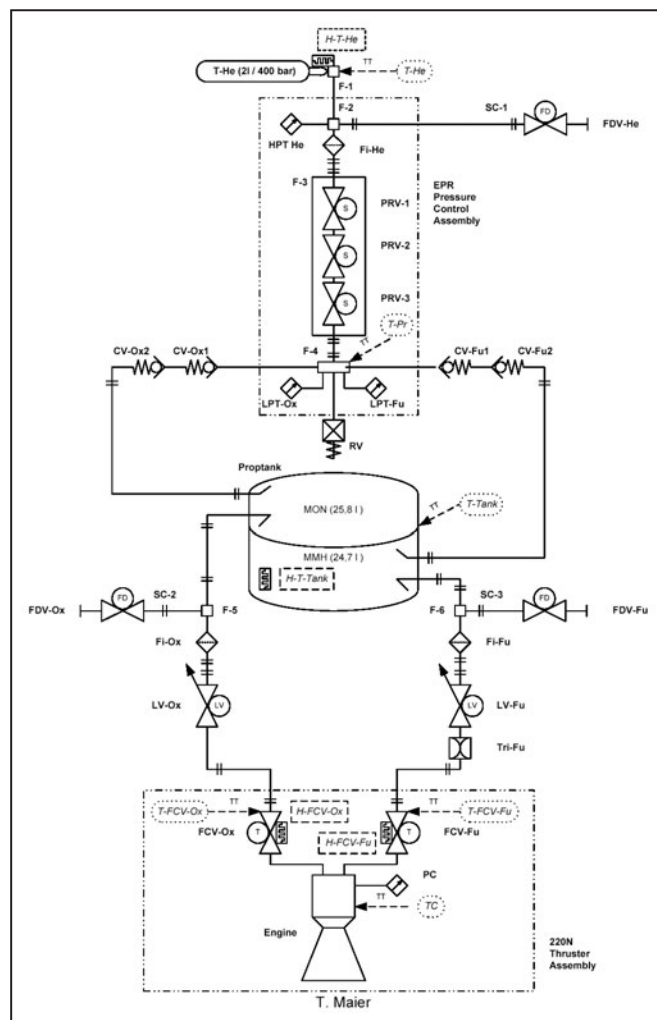 H-T-He
TT
T-He (2l / 400 bar)
T-He
F-1
F-2
SC-1
FD
FDV-He
HPT He
Fi-He
F-3
EPR
Pressure
Control
Assembly
PRV-1
S
PRV-2
S
PRV-3
S
T-Pr
TT
F-4
CV-Ox2
CV-Ox1
CV-Fu1
CV-Fu2
LPT-Ox
LPT-Fu
RV
Proptank
MON (25,8 l)
TT
T-Tank
MMH (24,7 l)
H-T-Tank
FD
SC-2
FDV-Ox
F-5
F-6
SC-3
FD
FDV-Fu
Fi-Ox
Fi-Fu
LV-Ox
LV
LV
LV-Fu
Tri-Fu
T-FCV-Ox
TT
H-FCV-Ox
TT
T-FCV-Fu
FCV-Ox
T
T
FCV-Fu
H-FCV-Fu
PC
TT
TC
Engine
220N
Thruster
Assembly
T. Maier